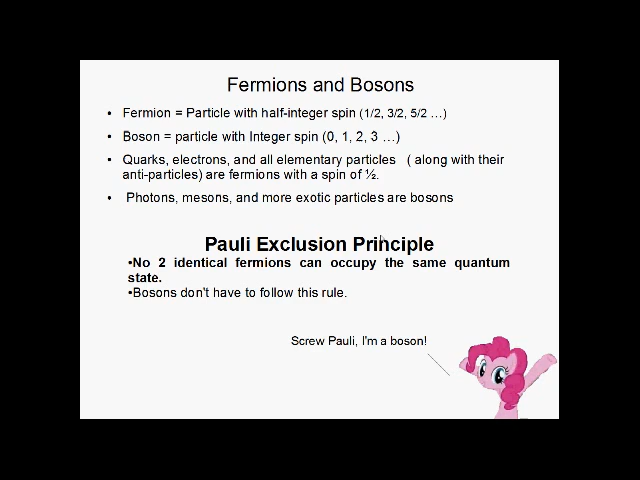 Fermions and Bosons
• Fermion = Particle with half-integer spin (1/2, 3/2, 5/2 …)
• Boson = particle with Integer spin (0, 1, 2, 3 …)
• Quarks, electrons, and all elementary particles ( along with their
anti-particles) are fermions with a spin of ½.
• Photons, mesons, and more exotic particles are bosons
Pauli Exclusion Principle
•No 2 identical fermions can occupy the same quantum
state.
•Bosons don't have to follow this rule.
Screw Pauli, I'm a boson!